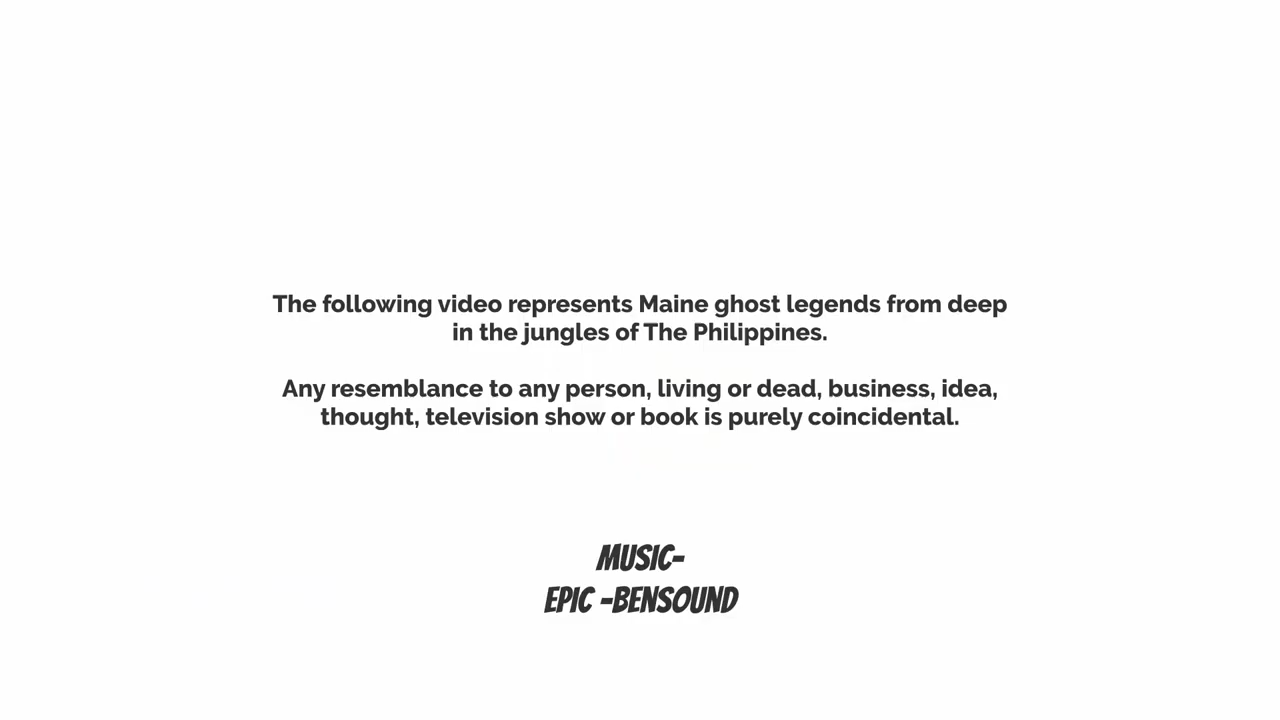 The following video represents Maine ghost legends from deep
in the jungles of The Philippines.
Any resemblance to any person, living or dead, business, idea,
thought, television show or book is purely coincidental.
MUSIC-
EPIC -BENSOUND